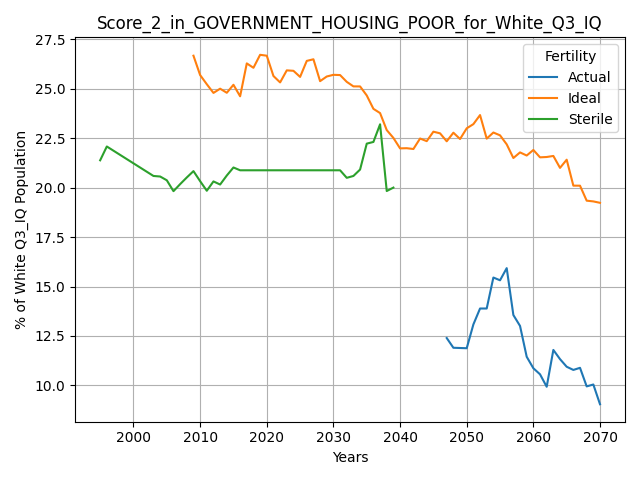 Score_2_in_GOVERNMENT_HOUSING_POOR_for_White_Q3_IQ
27.5
25.0
22.5
20.0
17.5
15.0
12.5
10.0
% of White Q3_IQ Population
Fertility
Actual
Ideal
Sterile
2000
2010
2020
2030
2040
2050
2060
2070
Years